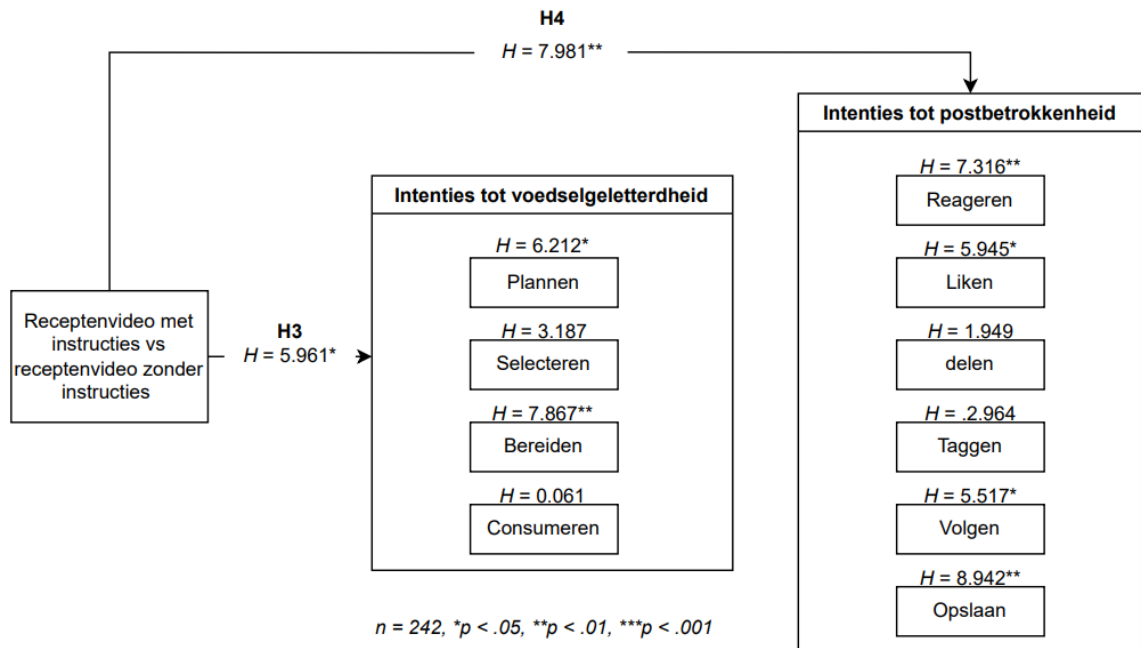 H4
H = 7.981**
Intenties tot postbetrokkenheid
H = 7.316**
Reageren
H = 5.945*
Liken
H = 1.949
delen
H = .2.964
Taggen
H = 5.517*
Volgen
H = 8.942**
Opslaan
Intenties tot voedselgeletterdheid
H = 6.212*
Plannen
H = 3.187
Selecteren
H = 7.867**
Bereiden
H = 0.061
Consumeren
Receptenvideo met
instructies vs
receptenvideo zonder
instructies
H3
H = 5.961*
n = 242, *p < .05, **p < .01, ***p < .001